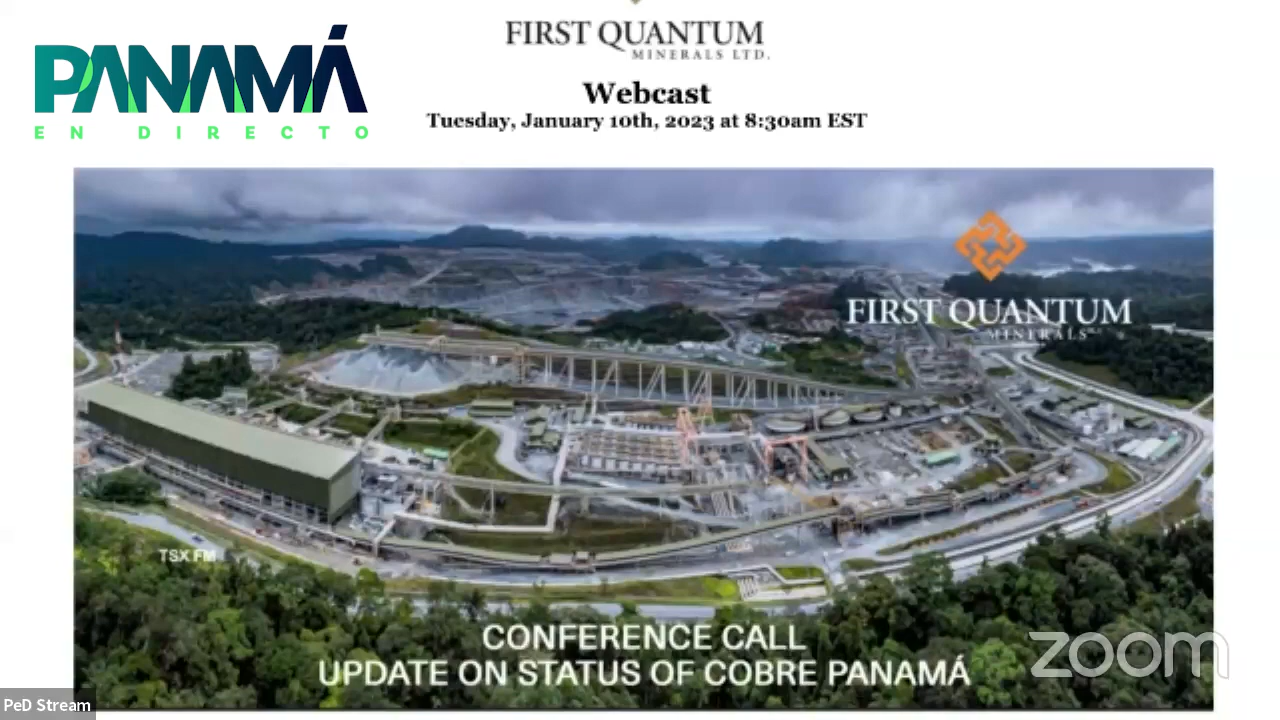 PANAMÁ
EN DIRECTO
FIRST QUANTUM
MINERALS LTD.
Webcast
Tuesday, January 10th, 2023 at 8:30am EST
FIRST QUANTUM
MINERALS
TSX FM
CONFERENCE CALL
UPDATE ON STATUS OF COBRE PANAMÁ
zoom
PeD Stream